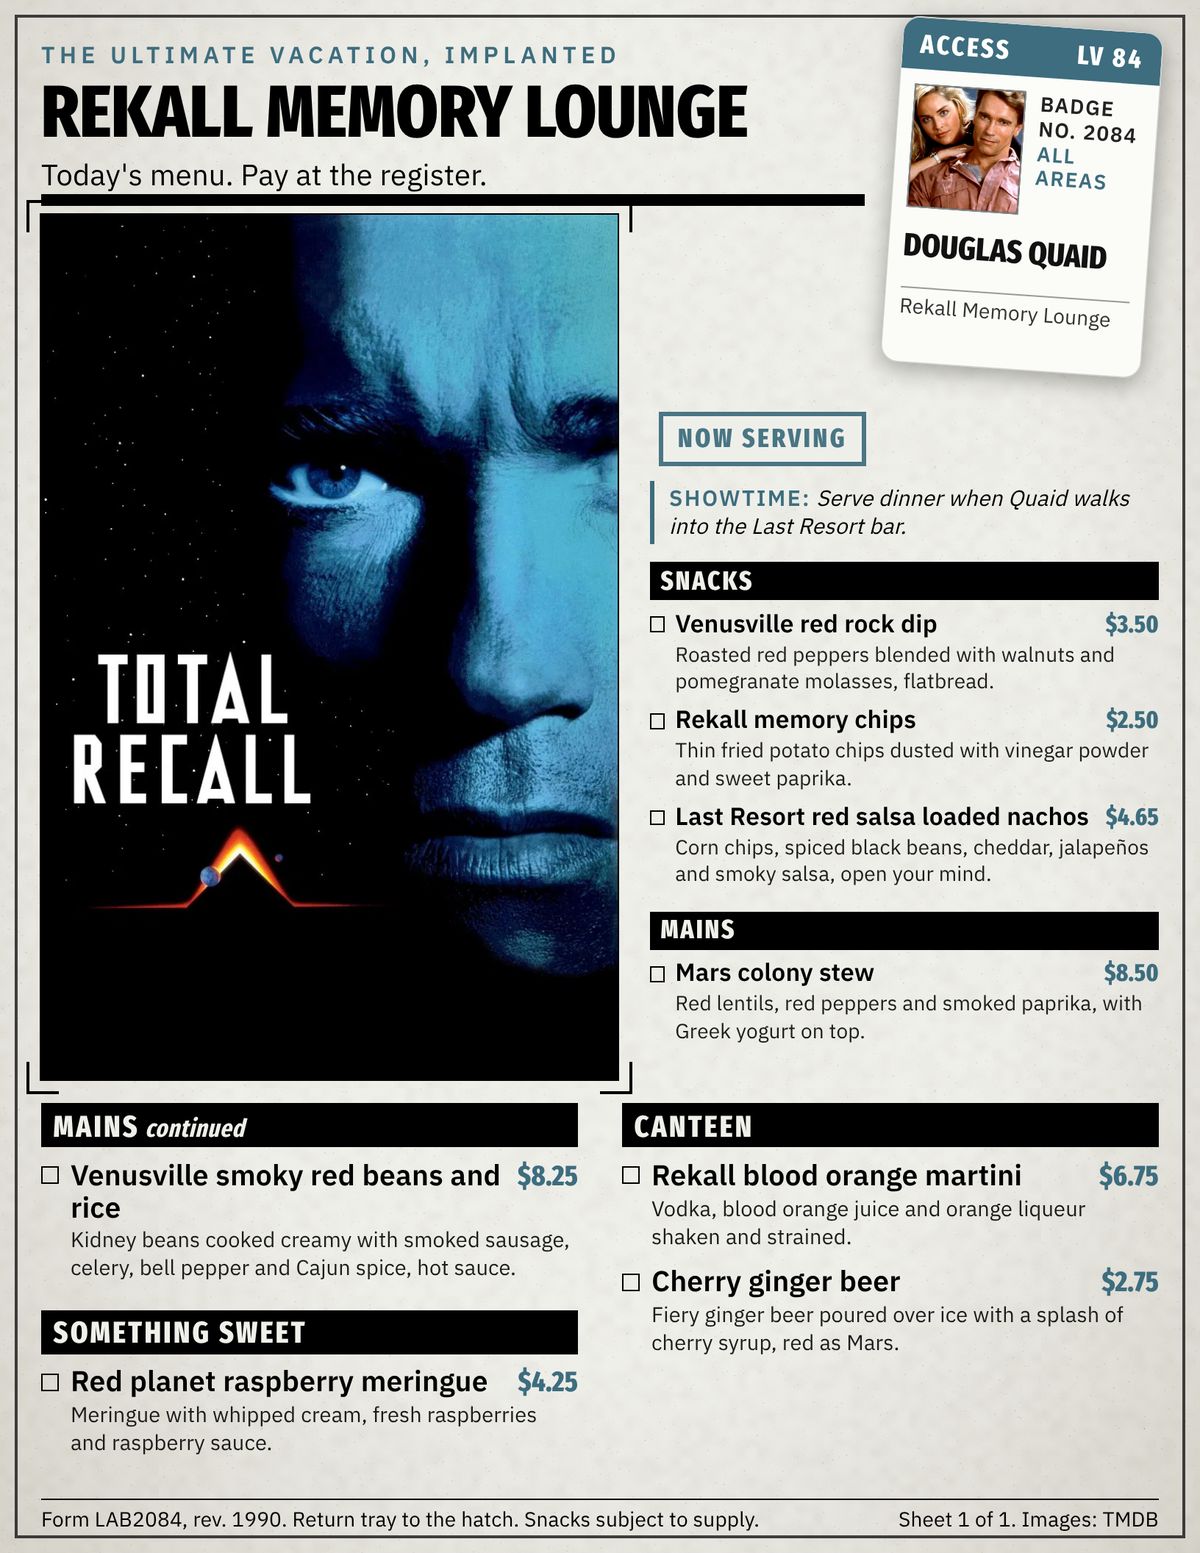 THE ULTIMATE VACATION, IMPLANTED
REKALL MEMORY LOUNGE
Today's menu. Pay at the register.
ACCESS LV 84
BADGE
NO. 2084
ALL
AREAS
DOUGLAS QUAID
Rekall Memory Lounge
TOTAL
RECALL
NOW SERVING
SHOWTIME: Serve dinner when Quaid walks
into the Last Resort bar.
SNACKS
Venusville red rock dip $3.50
Roasted red peppers blended with walnuts and
pomegranate molasses, flatbread.
Rekall memory chips $2.50
Thin fried potato chips dusted with vinegar powder
and sweet paprika.
Last Resort red salsa loaded nachos $4.65
Corn chips, spiced black beans, cheddar, jalapeños
and smoky salsa, open your mind.
MAINS
Mars colony stew $8.50
Red lentils, red peppers and smoked paprika, with
Greek yogurt on top.
MAINS continued
Venusville smoky red beans and $8.25
rice
Kidney beans cooked creamy with smoked sausage,
celery, bell pepper and Cajun spice, hot sauce.
SOMETHING SWEET
Red planet raspberry meringue $4.25
Meringue with whipped cream, fresh raspberries
and raspberry sauce.
CANTEEN
Rekall blood orange martini $6.75
Vodka, blood orange juice and orange liqueur
shaken and strained.
Cherry ginger beer $2.75
Fiery ginger beer poured over ice with a splash of
cherry syrup, red as Mars.
Form LAB2084, rev. 1990. Return tray to the hatch. Snacks subject to supply.
Sheet 1 of 1. Images: TMDB